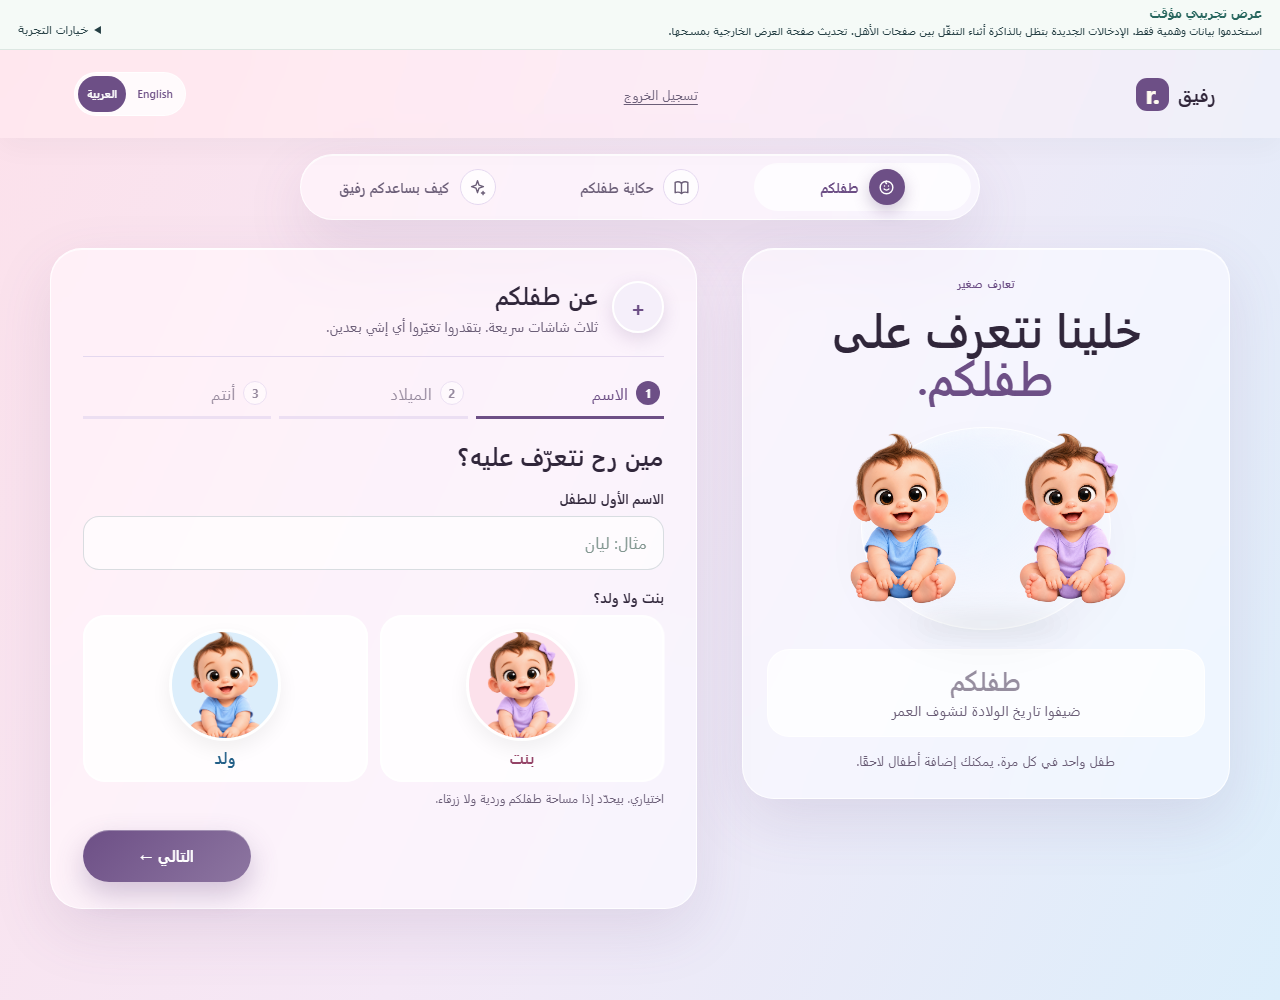 عرض تجريبي مؤقت
استخدموا بيانات وهمية فقط. الإدخالات الجديدة بتظل بالذاكرة أثناء التنقّل بين صفحات الأهل. تحديث صفحة العرض الخارجية بمسحها.
◀ خيارات التجربة
رفيق
r.
تسجيل الخروج
English
العربية
طفلكم
حكاية طفلكم
كيف بساعدكم رفيق
تعارف صغير
خلينا نتعرف على
طفلكم.
طفلكم
ضيفوا تاريخ الولادة لنشوف العمر
طفل واحد في كل مرة. يمكنك إضافة أطفال لاحقًا.
+
عن طفلكم
ثلاث شاشات سريعة. بتقدروا تغيّروا أي إشي بعدين.
1 الاسم
2 الميلاد
3 أنتم
مين رح نتعرّف عليه؟
الاسم الأول للطفل
مثال: ليان
بنت ولا ولد؟
بنت
ولد
اختياري. بيحدّد إذا مساحة طفلكم وردية ولا زرقاء.
التالي ←